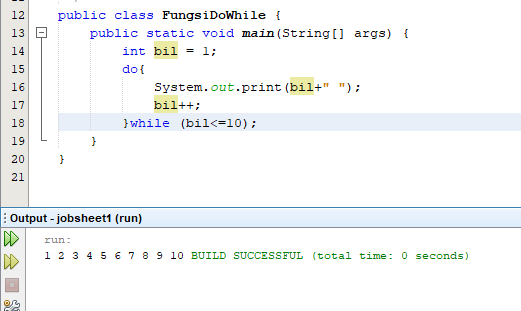 12 public class FungsiDoWhile {
13 public static void main(String[] args) {
14 int bil = 1;
15 do{
16 System.out.print(bil+" ");
17 bil++;
18 }while (bil<=10);
19 }
20 }
21
Output - jobsheet1 (run)
run:
1 2 3 4 5 6 7 8 9 10 BUILD SUCCESSFUL (total time: 0 seconds)